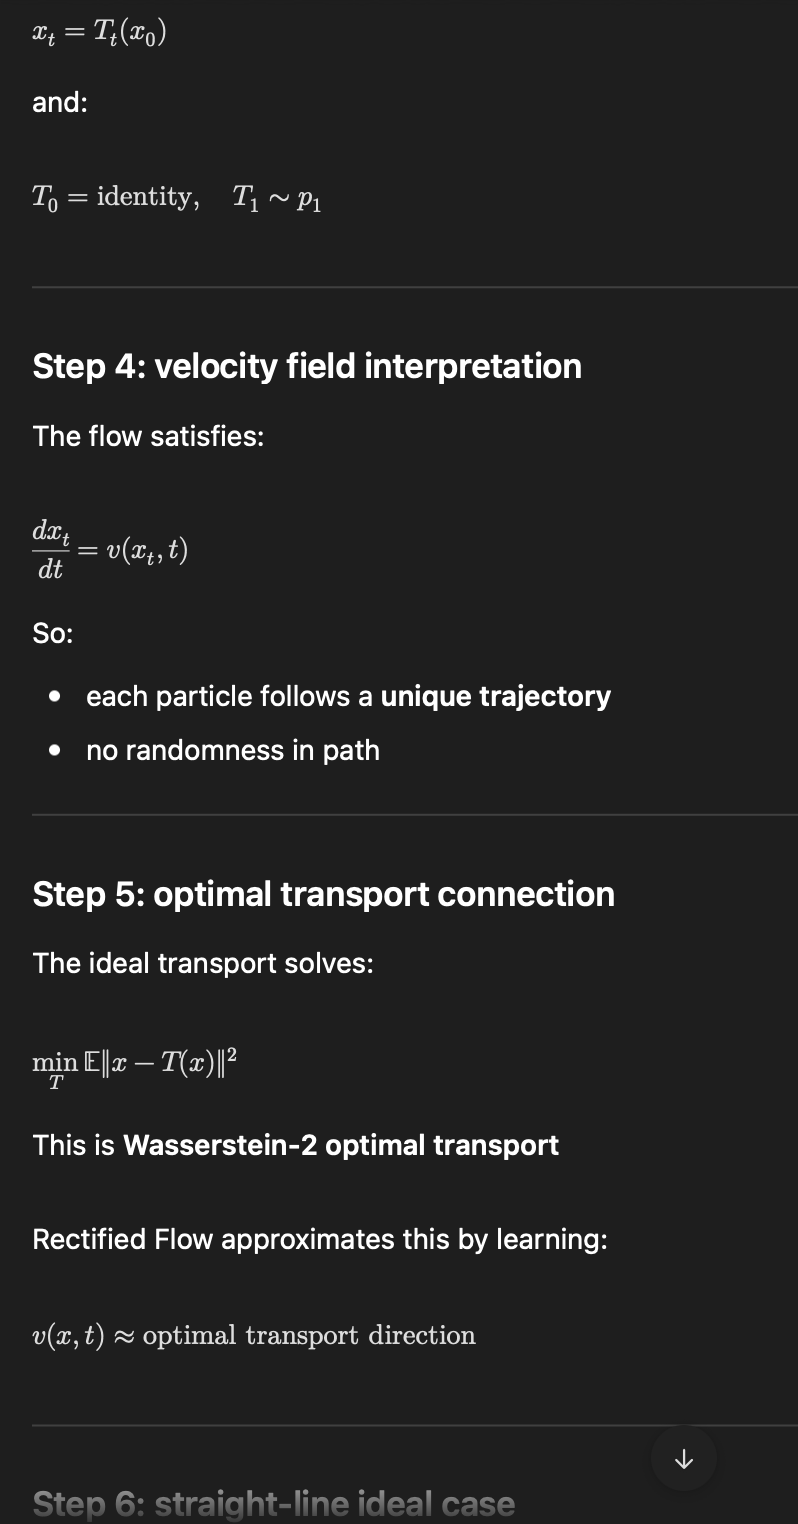 x_t = T_t(x_0)
and:
T_0 = identity,    T_1 ∼ p_1
Step 4: velocity field interpretation
The flow satisfies:
dx_t/dt = v(x_t, t)
So:
• each particle follows a unique trajectory
• no randomness in path
Step 5: optimal transport connection
The ideal transport solves:
min_T 𝔼‖x − T(x)‖²
This is Wasserstein-2 optimal transport
Rectified Flow approximates this by learning:
v(x, t) ≈ optimal transport direction
Step 6: straight-line ideal case